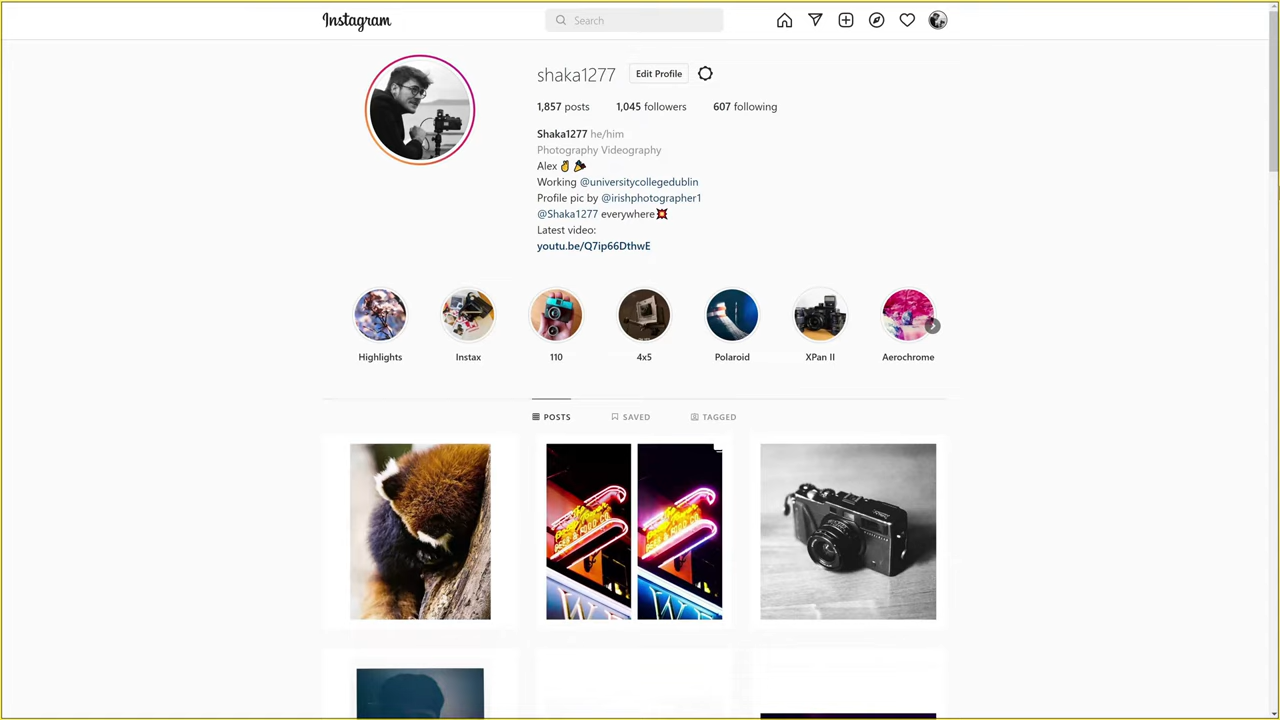 Instagram
Search
shaka1277 Edit Profile
1,857 posts 1,045 followers 607 following
Shaka1277 he/him
Photography Videography
Alex ✌️🎉
Working @universitycollegedublin
Profile pic by @irishphotographer1
@Shaka1277 everywhere💥
Latest video:
youtu.be/Q7ip66DthwE
Highlights Instax 110 4x5 Polaroid XPan II Aerochrome
POSTS SAVED TAGGED